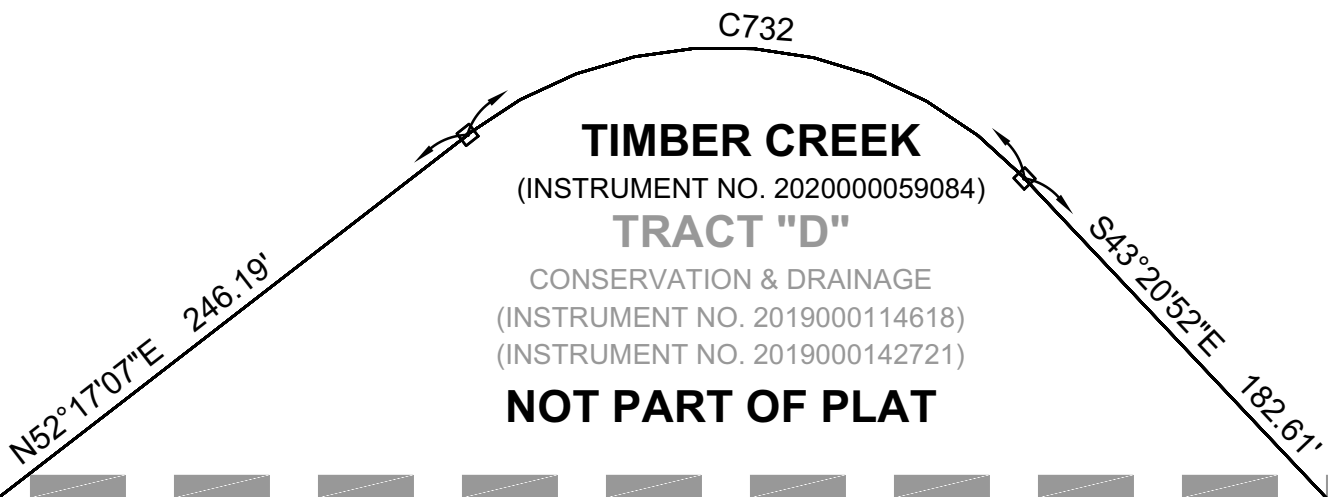 C732
TIMBER CREEK
(INSTRUMENT NO. 2020000059084)
TRACT "D"
CONSERVATION & DRAINAGE
(INSTRUMENT NO. 2019000114618)
(INSTRUMENT NO. 2019000142721)
NOT PART OF PLAT
N52°17'07"E 246.19'
S43°20'52"E 182.61'